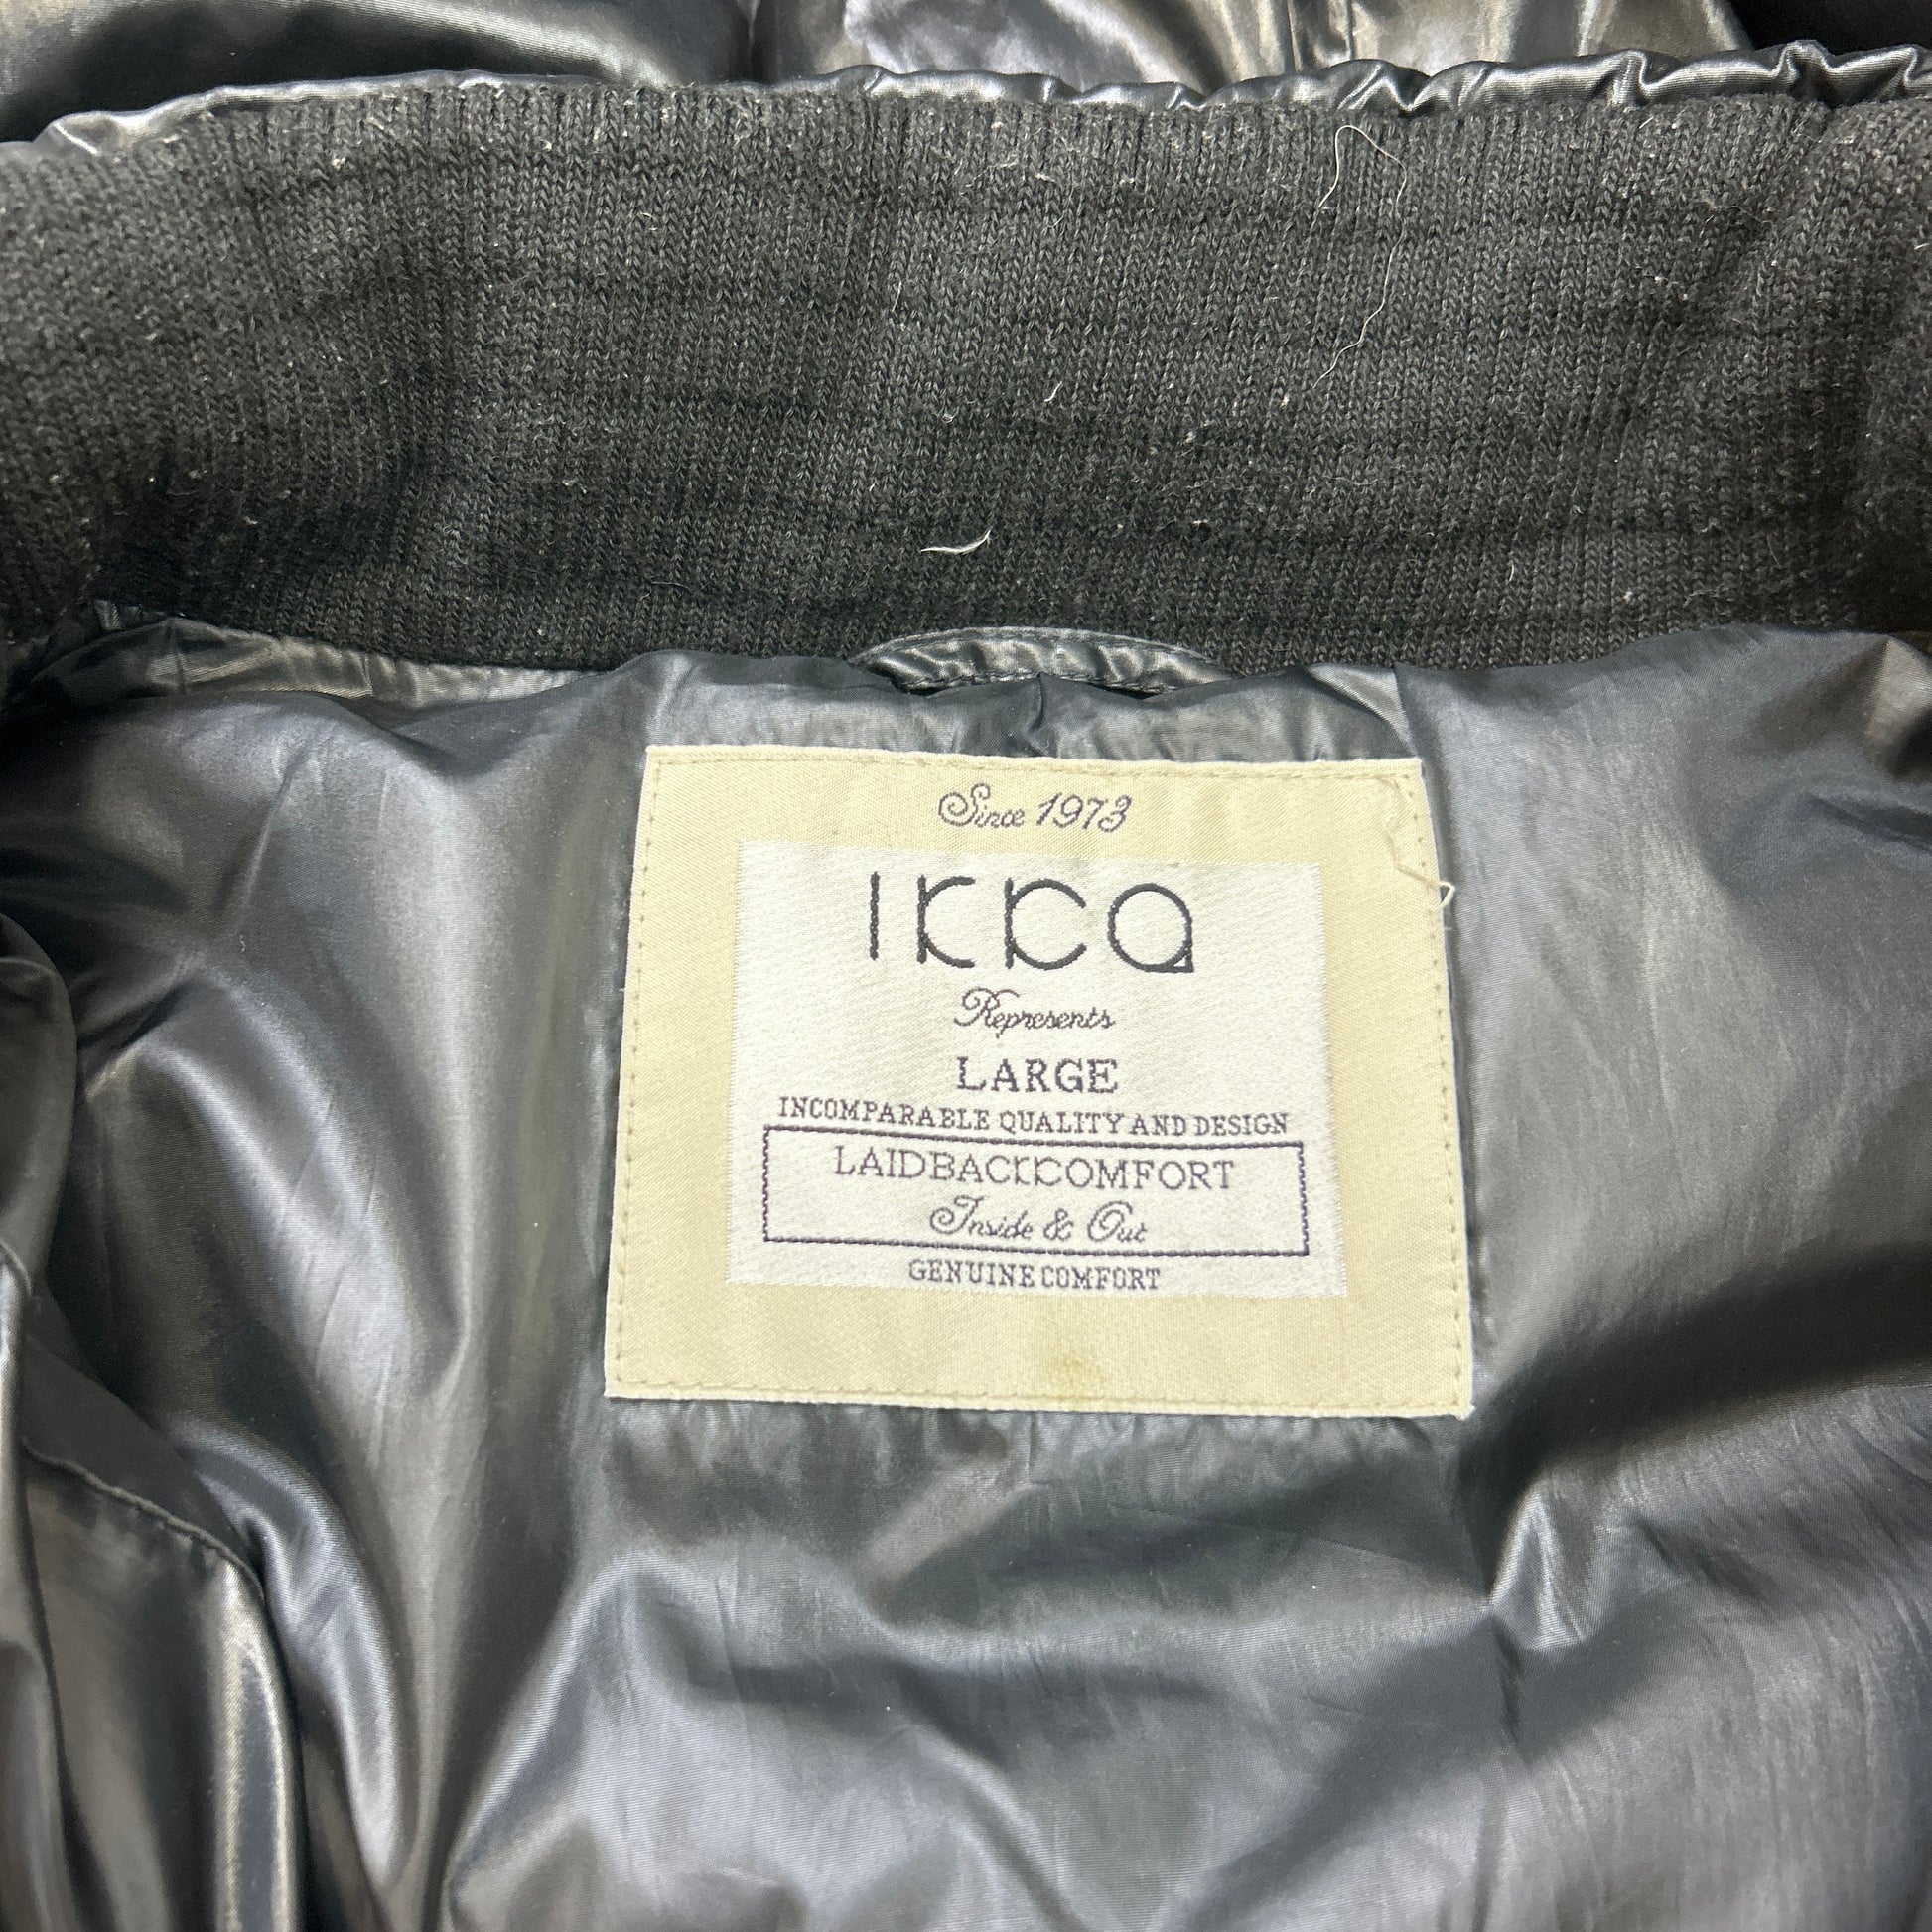 Since 1973
ikka
Represents
LARGE
INCOMPARABLE QUALITY AND DESIGN
LAIDBACKCOMFORT
Inside & Out
GENUINE COMFORT